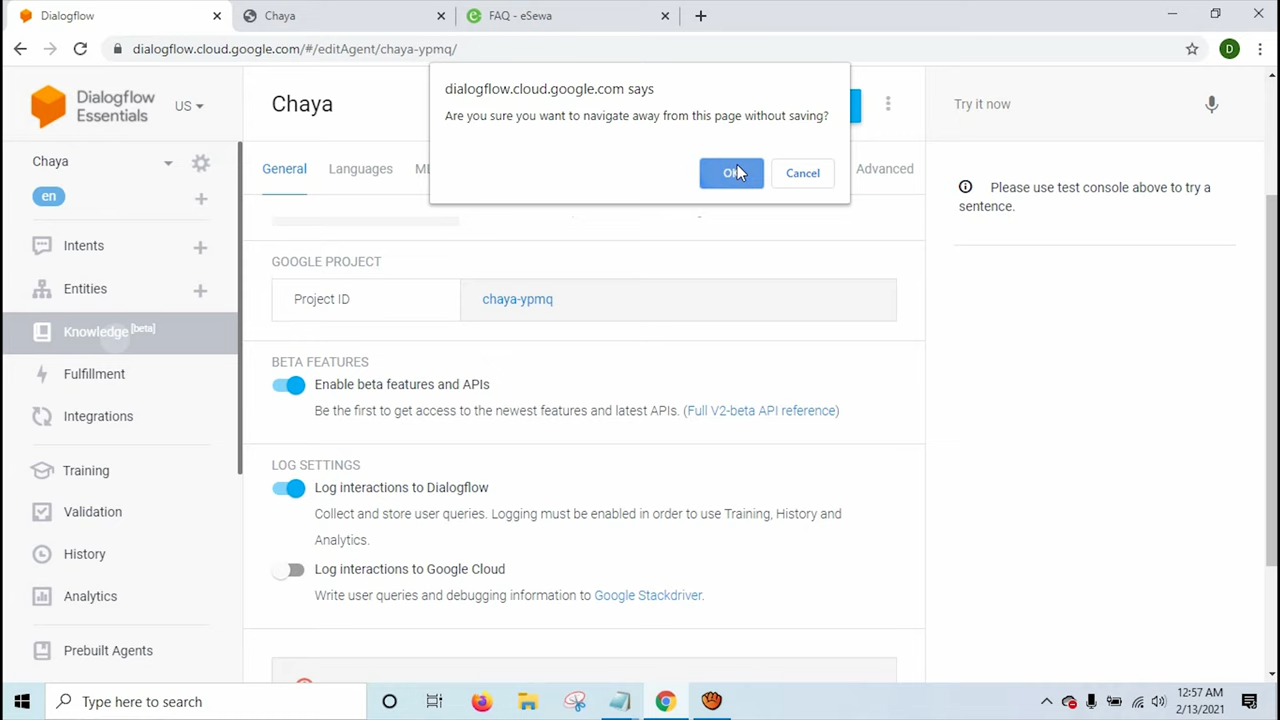 Dialogflow
Chaya
FAQ - eSewa
dialogflow.cloud.google.com/#/editAgent/chaya-ypmq/
D
dialogflow.cloud.google.com says
Are you sure you want to navigate away from this page without saving?
OK
Cancel
Dialogflow
Essentials
US
Chaya
Try it now
Chaya
en
General
Languages
ML
Advanced
Please use test console above to try a
sentence.
Intents
Entities
Knowledge [beta]
Fulfillment
Integrations
Training
Validation
History
Analytics
Prebuilt Agents
GOOGLE PROJECT
Project ID
chaya-ypmq
BETA FEATURES
Enable beta features and APIs
Be the first to get access to the newest features and latest APIs. (Full V2-beta API reference)
LOG SETTINGS
Log interactions to Dialogflow
Collect and store user queries. Logging must be enabled in order to use Training, History and
Analytics.
Log interactions to Google Cloud
Write user queries and debugging information to Google Stackdriver.
Type here to search
12:57 AM
2/13/2021